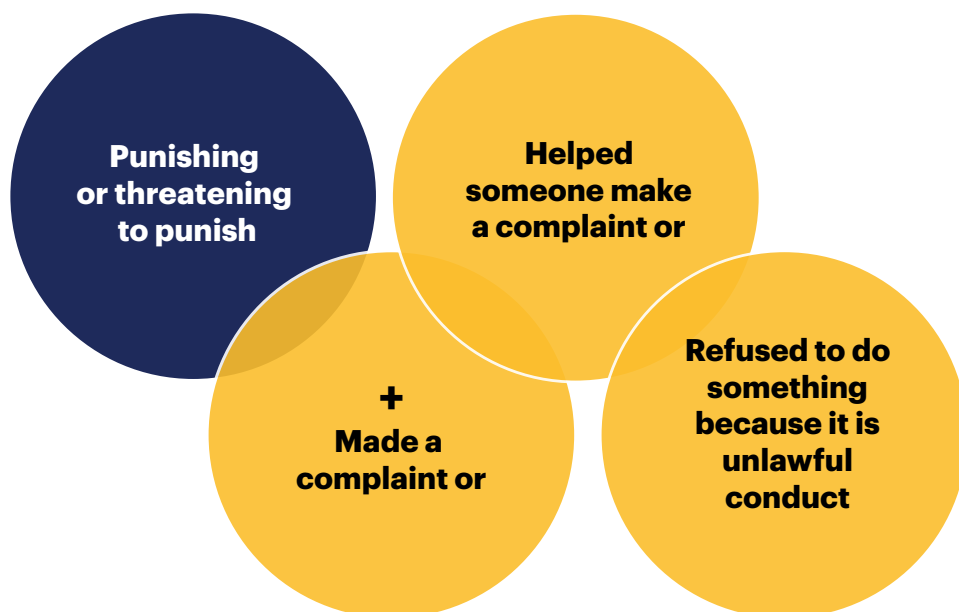 Punishing
or threatening
to punish
+
Made a
complaint or
Helped
someone make
a complaint or
Refused to do
something
because it is
unlawful
conduct